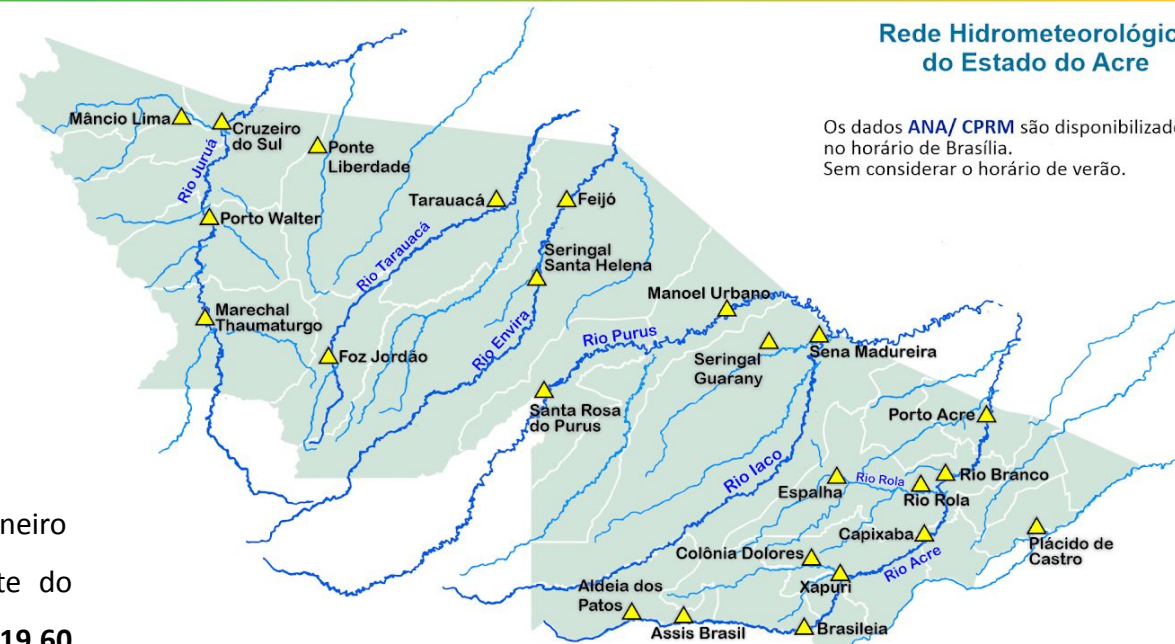 Rede Hidrometeorológic
do Estado do Acre
Os dados ANA/ CPRM são disponibilizad
no horário de Brasília.
Sem considerar o horário de verão.
Mâncio Lima
Cruzeiro
do Sul
Ponte
Liberdade
Rio Juruá
Porto Walter
Tarauacá
Feijó
Rio Tarauacá
Seringal
Santa Helena
Marechal
Thaumaturgo
Foz Jordão
Rio Envira
Manoel Urbano
Rio Purus
Seringal
Guarany
Sena Madureira
Santa Rosa
do Purus
Porto Acre
Rio Iaco
Espalha
Rio Rola
Rio Rola
Rio Branco
Capixaba
Plácido de
Castro
Colônia Dolores
Rio Acre
Xapuri
Aldeia dos
Patos
Assis Brasil
Brasileia
neiro
te do
19,60